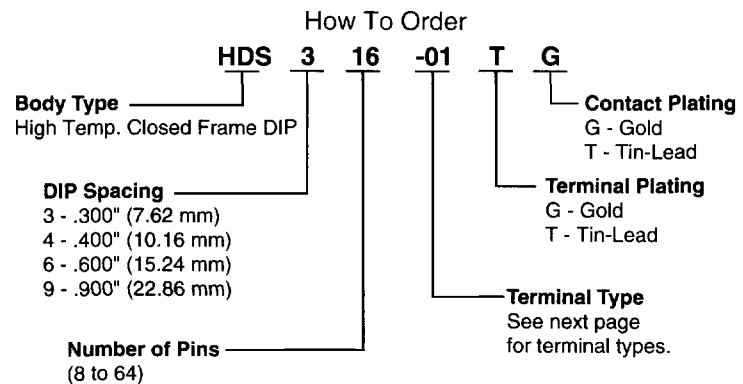 How To Order
HDS 3 16 -01 T G
Body Type
High Temp. Closed Frame DIP
Contact Plating
G - Gold
T - Tin-Lead
DIP Spacing
3 - .300" (7.62 mm)
4 - .400" (10.16 mm)
6 - .600" (15.24 mm)
9 - .900" (22.86 mm)
Terminal Plating
G - Gold
T - Tin-Lead
Terminal Type
See next page
for terminal types.
Number of Pins
(8 to 64)